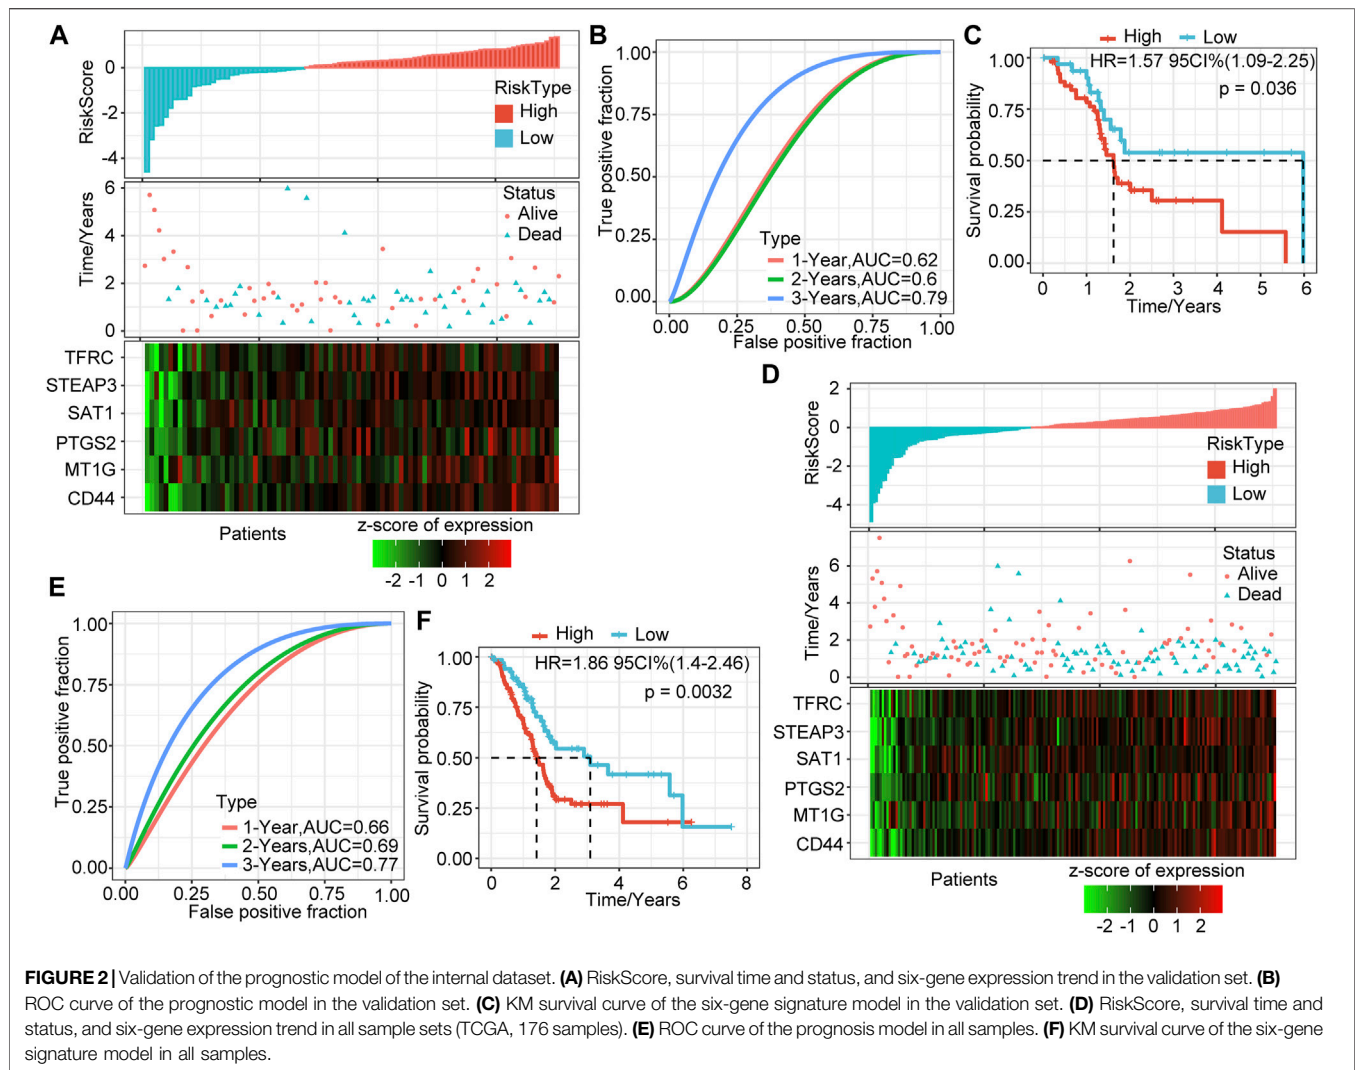 A
RiskScore
0
-2
-4
RiskType
High
Low
Time/Years
6
4
2
0
Status
Alive
Dead
TFRC
STEAP3
SAT1
PTGS2
MT1G
CD44
Patients
z-score of expression
-2 -1 0 1 2
B
True positive fraction
1.00
0.75
0.50
0.25
0.00
Type
1-Year,AUC=0.62
2-Years,AUC=0.6
3-Years,AUC=0.79
0.00 0.25 0.50 0.75 1.00
False positive fraction
C
High Low
HR=1.57 95CI%(1.09-2.25)
p = 0.036
Survival probability
1.00
0.75
0.50
0.25
0.00
0 1 2 3 4 5 6
Time/Years
D
RiskScore
2
0
-2
-4
RiskType
High
Low
Time/Years
6
4
2
0
Status
Alive
Dead
TFRC
STEAP3
SAT1
PTGS2
MT1G
CD44
Patients
z-score of expression
-2 -1 0 1 2
E
True positive fraction
1.00
0.75
0.50
0.25
0.00
Type
1-Year,AUC=0.66
2-Years,AUC=0.69
3-Years,AUC=0.77
0.00 0.25 0.50 0.75 1.00
False positive fraction
F
High Low
HR=1.86 95CI%(1.4-2.46)
p = 0.0032
Survival probability
1.00
0.75
0.50
0.25
0.00
0 2 4 6 8
Time/Years
FIGURE 2 | Validation of the prognostic model of the internal dataset. (A) RiskScore, survival time and status, and six-gene expression trend in the validation set. (B)
ROC curve of the prognostic model in the validation set. (C) KM survival curve of the six-gene signature model in the validation set. (D) RiskScore, survival time and
status, and six-gene expression trend in all sample sets (TCGA, 176 samples). (E) ROC curve of the prognosis model in all samples. (F) KM survival curve of the six-gene
signature model in all samples.